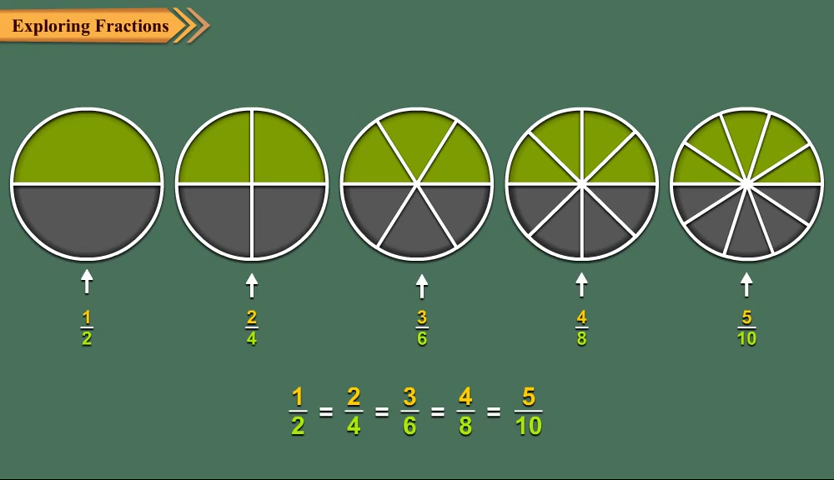 Exploring Fractions
1/2 2/4 3/6 4/8 5/10
1/2 = 2/4 = 3/6 = 4/8 = 5/10